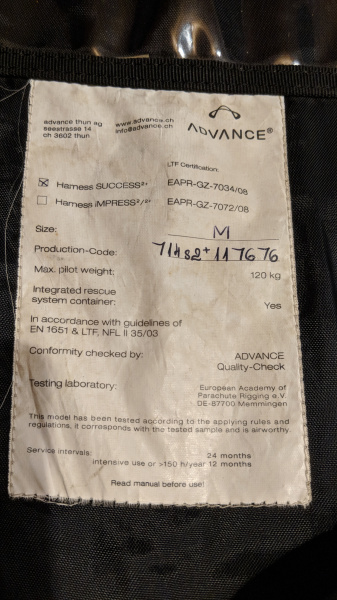 advance thun ag www.advance.ch
seestrasse 14 info@advance.ch
ch 3602 thun
ADVANCE®
LTF Certification:
☒ Harness SUCCESS²⁺ EAPR-GZ-7034/08
☐ Harness IMPRESS²/²⁺ EAPR-GZ-7072/08
Size: M
Production-Code: 71hs2+117676
Max. pilot weight: 120 kg
Integrated rescue
system container: Yes
In accordance with guidelines of
EN 1651 & LTF, NFL II 35/03
Conformity checked by: ADVANCE
Quality-Check
Testing laboratory: European Academy of
Parachute Rigging e.V.
DE-87700 Memmingen
This model has been tested according to the applying rules and
regulations, it corresponds with the tested sample and is airworthy.
Service intervals: 24 months
intensive use or >150 h/year 12 months
Read manual before use!